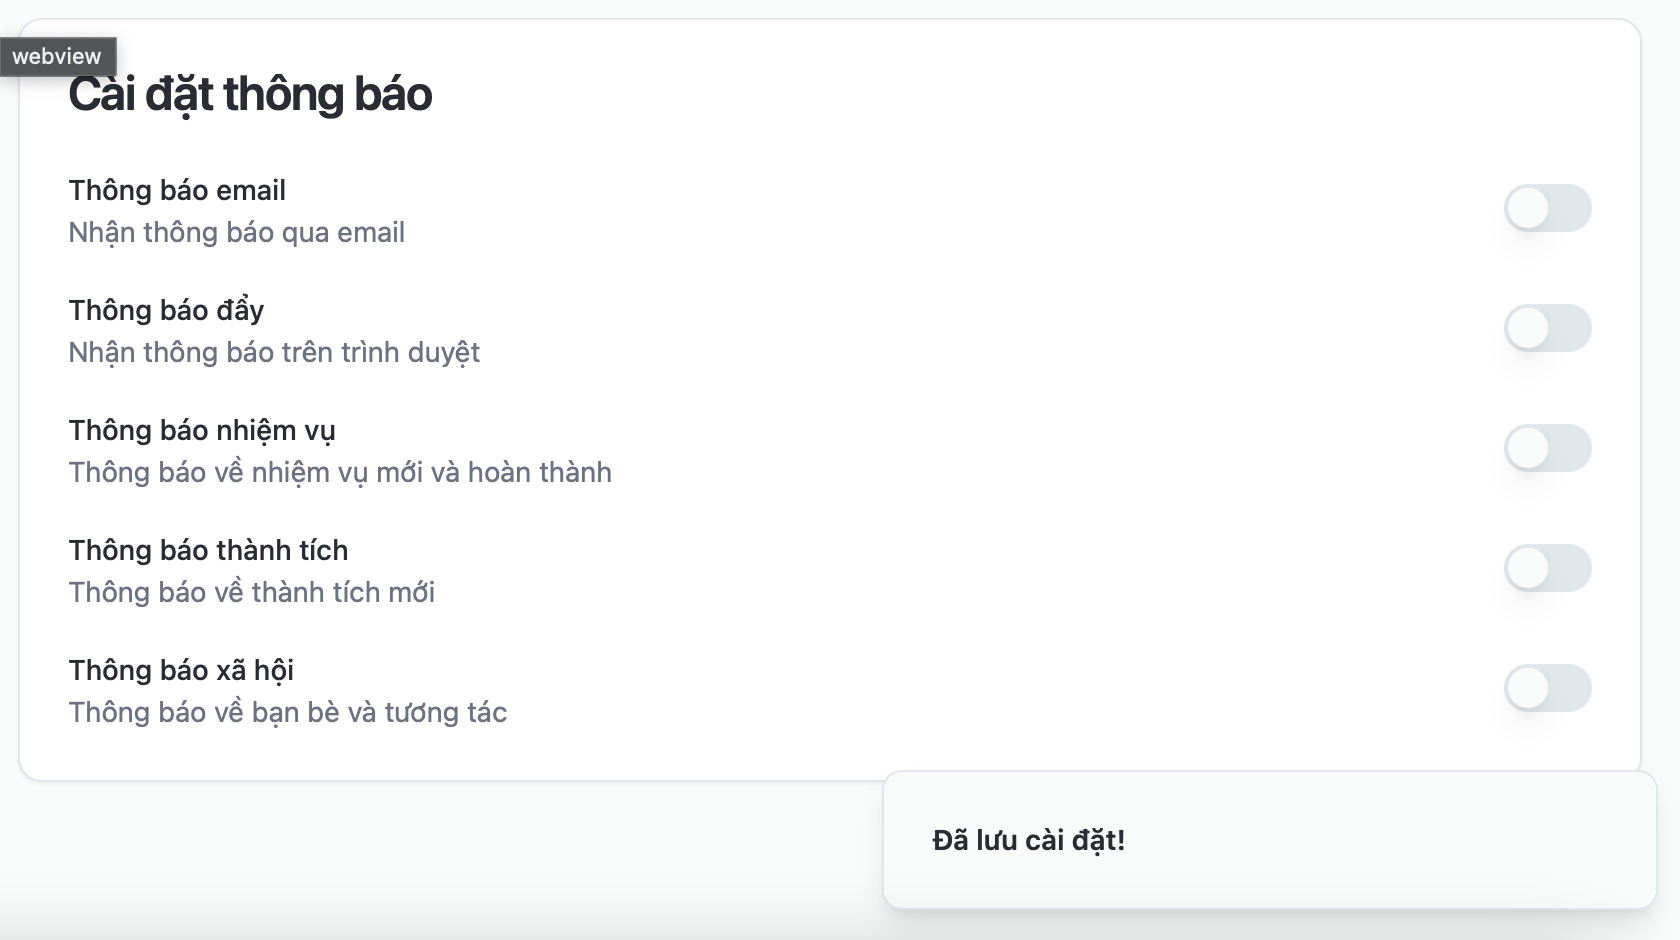 webview
Cài đặt thông báo
Thông báo email
Nhận thông báo qua email
Thông báo đẩy
Nhận thông báo trên trình duyệt
Thông báo nhiệm vụ
Thông báo về nhiệm vụ mới và hoàn thành
Thông báo thành tích
Thông báo về thành tích mới
Thông báo xã hội
Thông báo về bạn bè và tương tác
Đã lưu cài đặt!